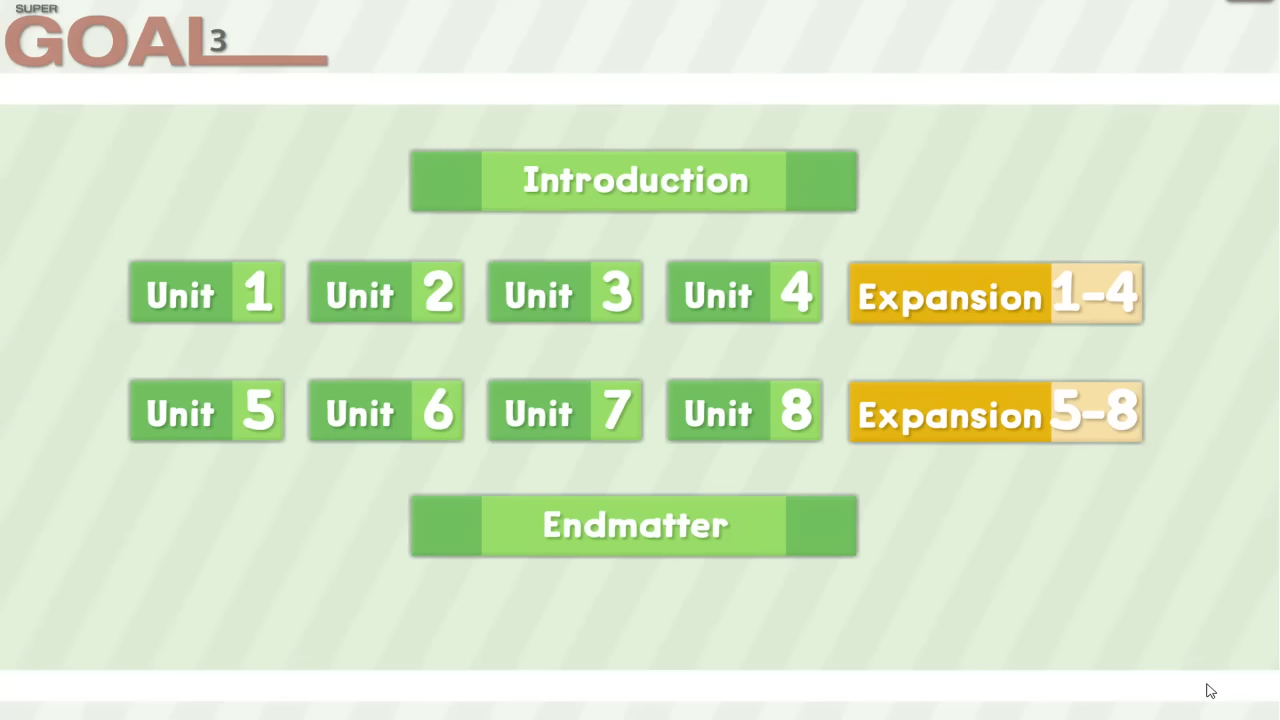 SUPER
GOAL 3
Introduction
Unit 1 Unit 2 Unit 3 Unit 4 Expansion 1-4
Unit 5 Unit 6 Unit 7 Unit 8 Expansion 5-8
Endmatter